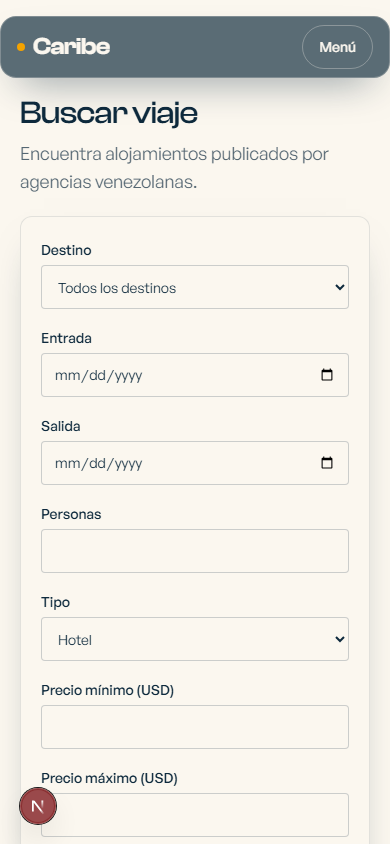 Caribe
Menú
Buscar viaje
Encuentra alojamientos publicados por
agencias venezolanas.
Destino
Todos los destinos
Entrada
mm/dd/yyyy
Salida
mm/dd/yyyy
Personas
Tipo
Hotel
Precio mínimo (USD)
Precio máximo (USD)
N